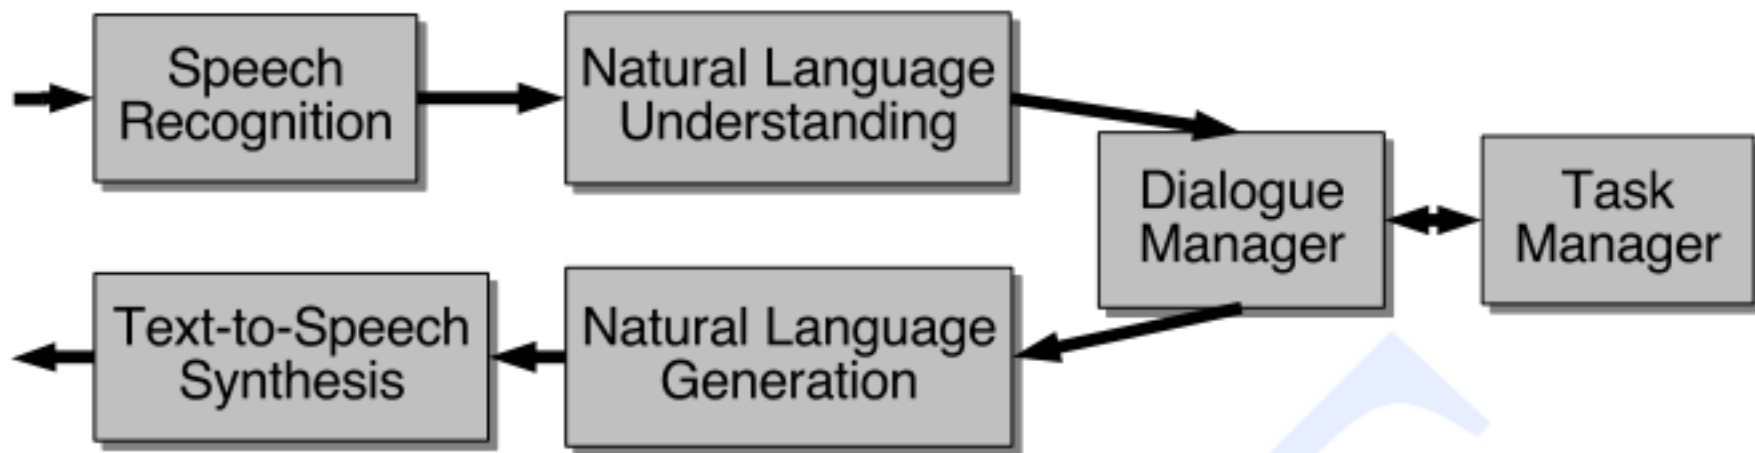 Speech
Recognition
Natural Language
Understanding
Dialogue
Manager
Task
Manager
Text-to-Speech
Synthesis
Natural Language
Generation